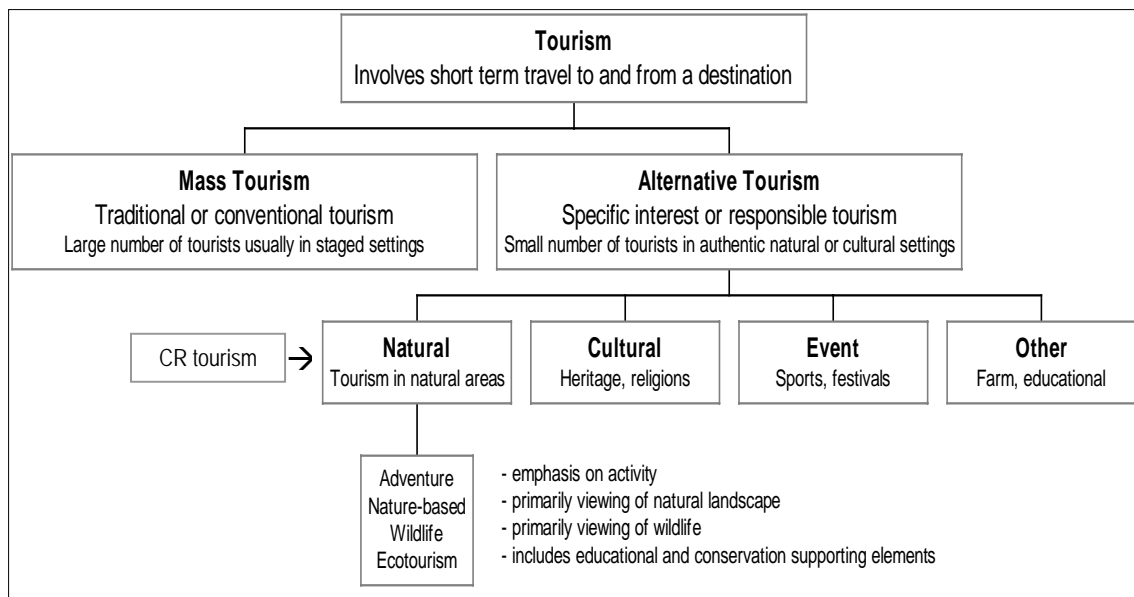 Tourism
Involves short term travel to and from a destination
Mass Tourism
Traditional or conventional tourism
Large number of tourists usually in staged settings
Alternative Tourism
Specific interest or responsible tourism
Small number of tourists in authentic natural or cultural settings
CR tourism →
Natural
Tourism in natural areas
Cultural
Heritage, religions
Event
Sports, festivals
Other
Farm, educational
Adventure
Nature-based
Wildlife
Ecotourism
- emphasis on activity
- primarily viewing of natural landscape
- primarily viewing of wildlife
- includes educational and conservation supporting elements